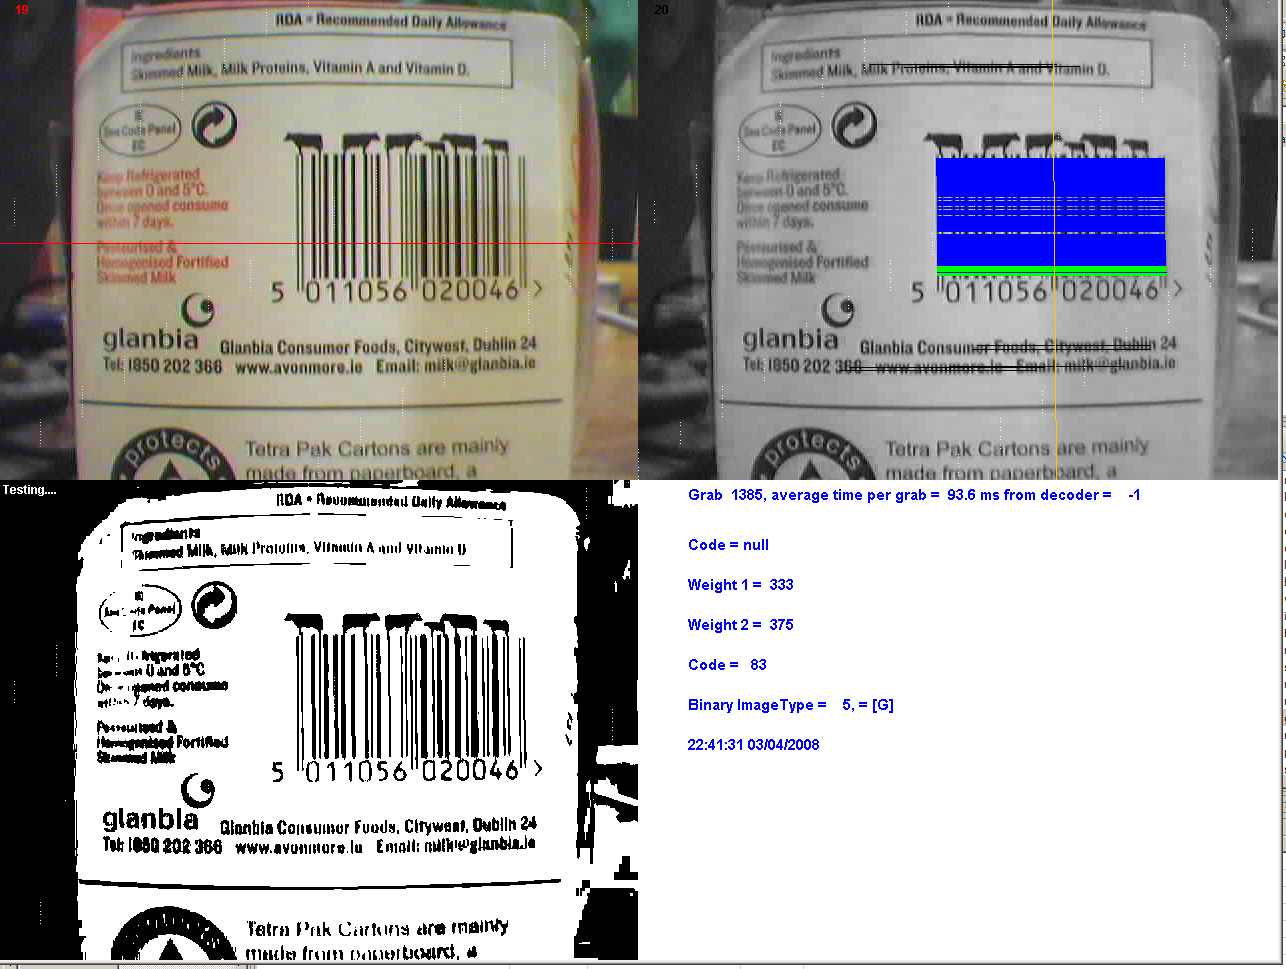 19
RDA = Recommended Daily Allowance
Ingredients
Skimmed Milk, Milk Proteins, Vitamin A and Vitamin D.
IE
See Code Panel
EC
Keep Refrigerated
between 0 and 5°C.
Once opened consume
within 7 days.
Pasteurised &
Homogenised Fortified
Skimmed Milk
5 011056 020046 >
glanbia
Glanbia Consumer Foods, Citywest, Dublin 24
Tel: 1850 202 366 www.avonmore.ie Email: milk@glanbia.ie
protects
Tetra Pak Cartons are mainly
made from paperboard, a
20
RDA = Recommended Daily Allowance
Ingredients
Skimmed Milk, Milk Proteins, Vitamin A and Vitamin D.
IE
See Code Panel
EC
Keep Refrigerated
between 0 and 5°C.
Once opened consume
within 7 days.
Pasteurised &
Homogenised Fortified
Skimmed Milk
5 011056 020046 >
glanbia
Glanbia Consumer Foods, Citywest, Dublin 24
Tel: 1850 202 366 www.avonmore.ie Email: milk@glanbia.ie
protects
Tetra Pak Cartons are mainly
made from paperboard, a
Testing....
RDA = Recommended Daily Allowance
Ingredients
Skimmed Milk, Milk Proteins, Vitamin A and Vitamin D
Code Panel
EC
Refrigerated
0 and 5°C
opened consume
within 7 days.
Pasteurised &
Homogenised Fortified
Skimmed Milk
5 011056 020046 >
glanbia
Glanbia Consumer Foods, Citywest, Dublin 24
Tel: 1850 202 366 www.avonmore.ie Email: milk@glanbia.ie
Tetra Pak Cartons are mainly
made from paperboard, a
Grab 1385, average time per grab = 93.6 ms from decoder = -1
Code = null
Weight 1 = 333
Weight 2 = 375
Code = 83
Binary ImageType = 5, = [G]
22:41:31 03/04/2008